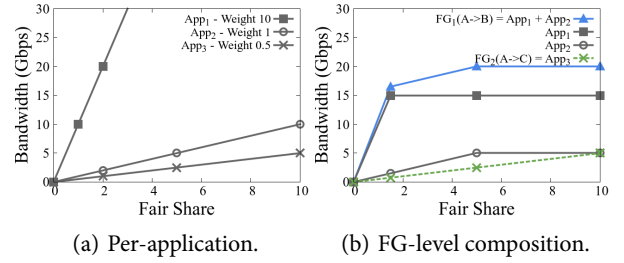 30
25
20
15
10
5
0
Bandwidth (Gbps)
App₁ - Weight 10
App₂ - Weight 1
App₃ - Weight 0.5
0 2 4 6 8 10
Fair Share
(a) Per-application.
30
25
20
15
10
5
0
Bandwidth (Gbps)
FG₁(A->B) = App₁ + App₂
App₁
App₂
FG₂(A->C) = App₃
0 2 4 6 8 10
Fair Share
(b) FG-level composition.